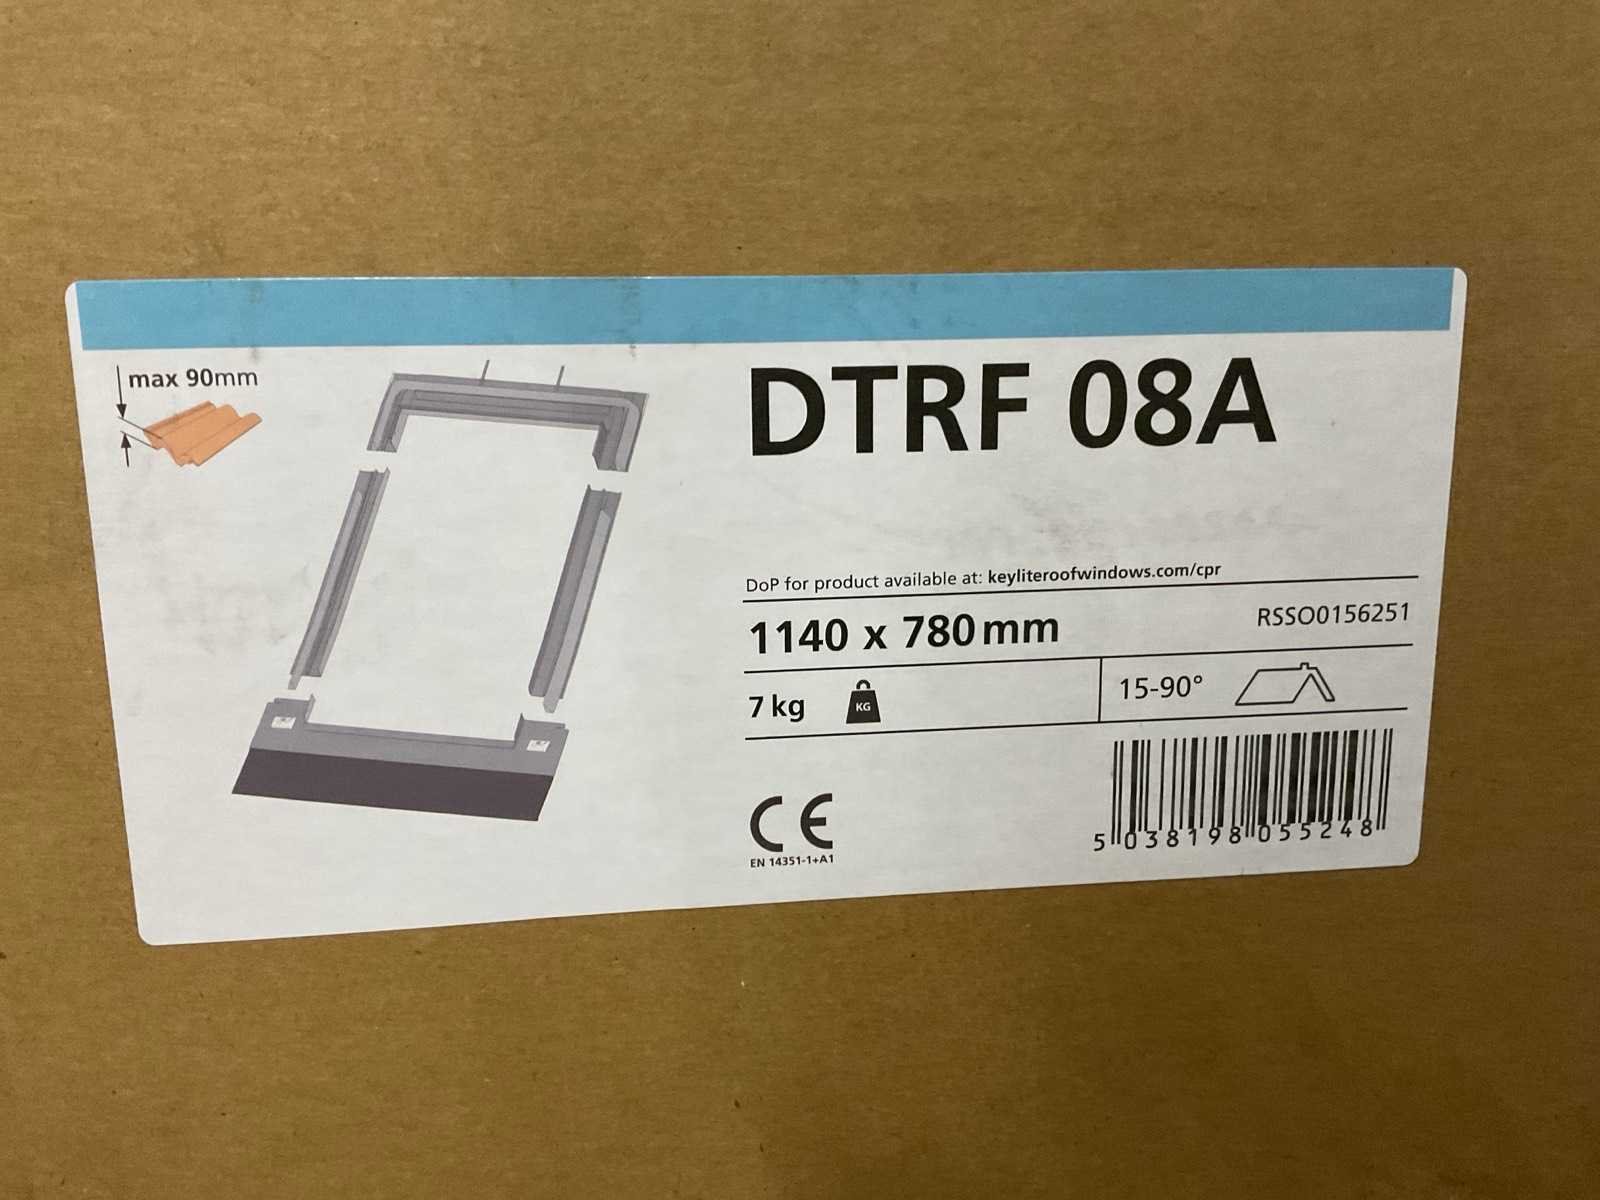 max 90mm
DTRF 08A
DoP for product available at: keyliteroofwindows.com/cpr
1140 x 780mm
RSSO0156251
7 kg
KG
15-90°
CE
EN 14351-1+A1
5 038198 055248